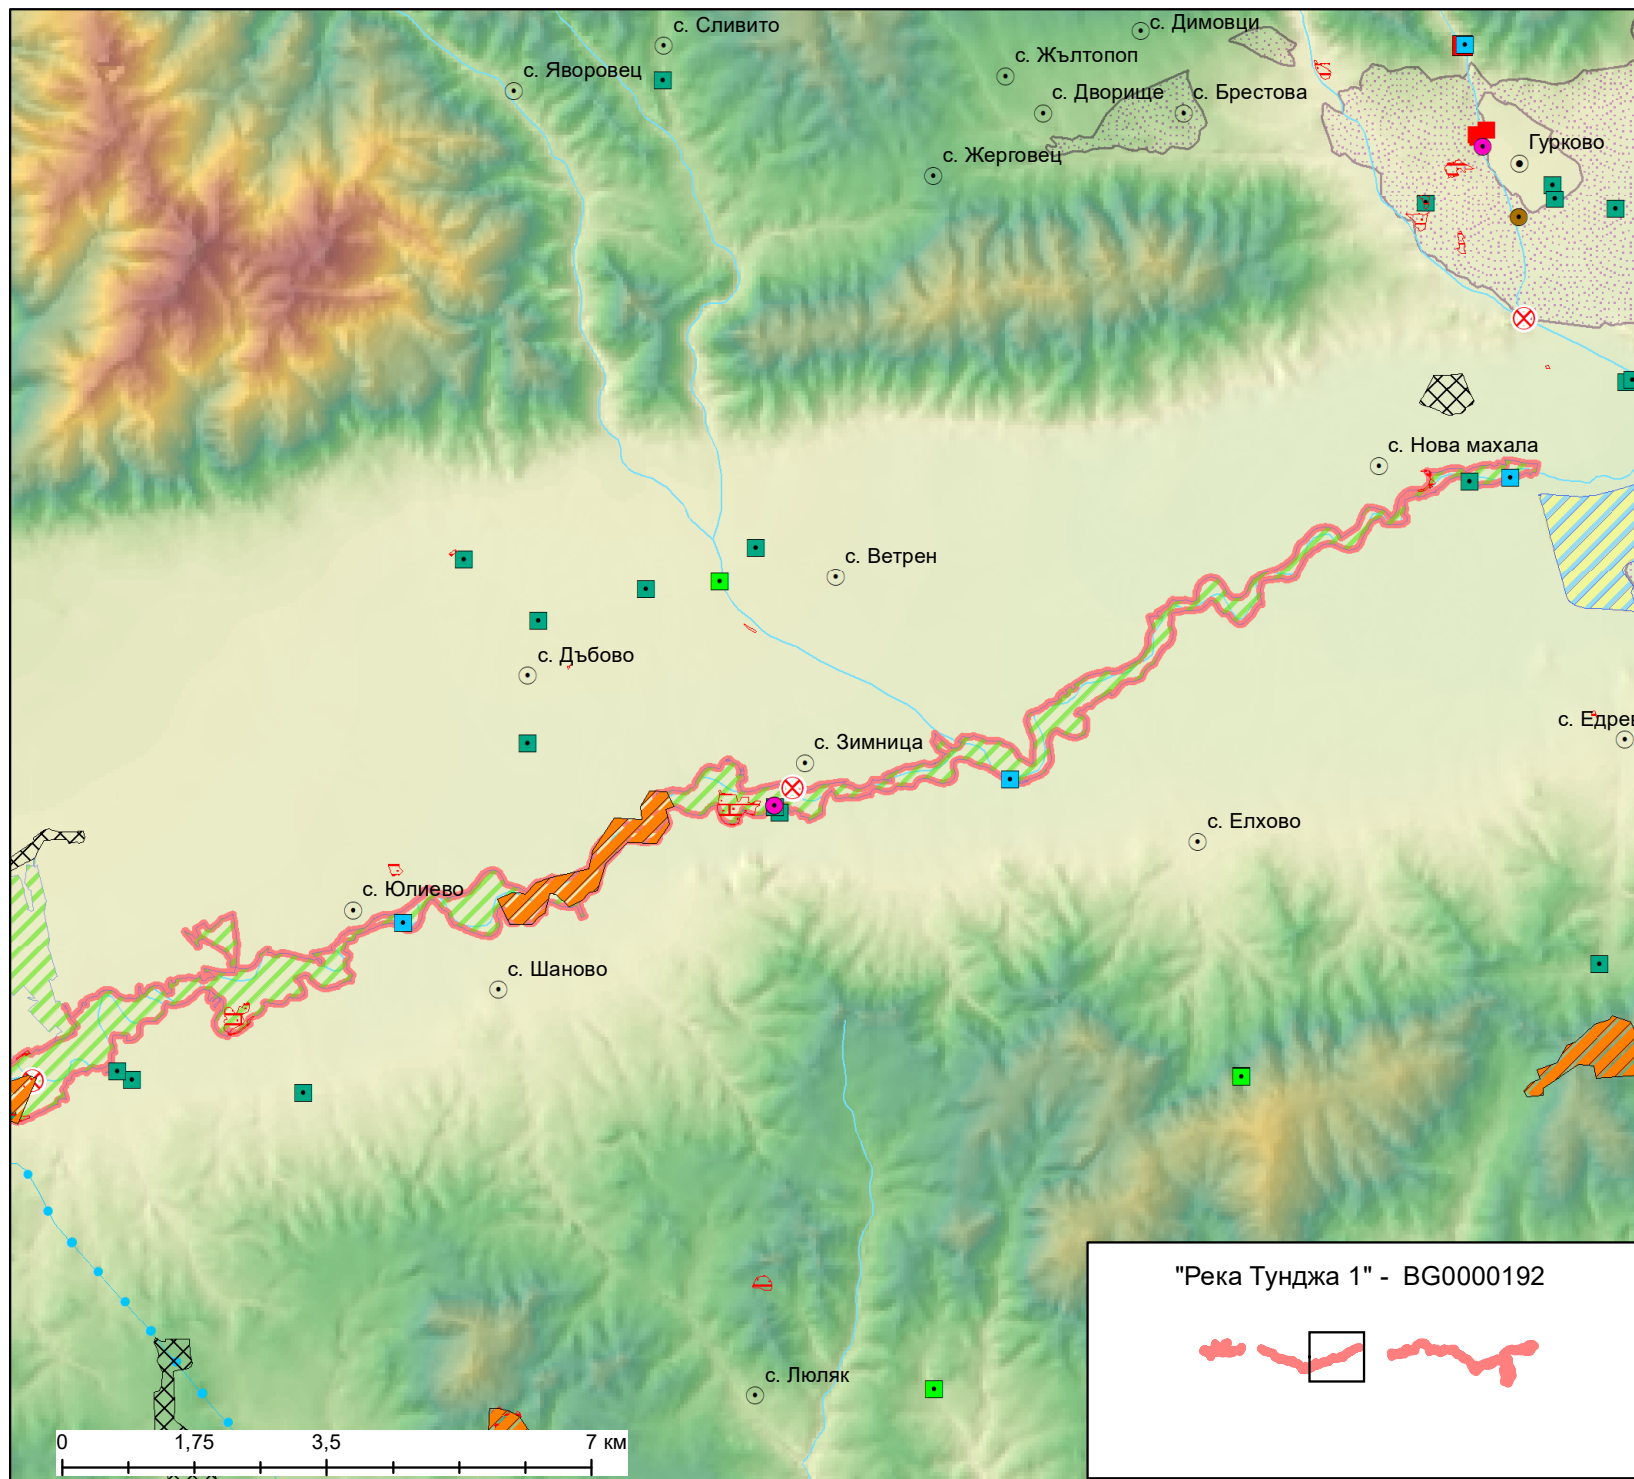 с. Сливито
с. Димовци
с. Яворовец
с. Жълтопоп
с. Дворище
с. Брестова
с. Жерговец
Гурково
с. Нова махала
с. Ветрен
с. Дъбово
с. Зимница
с. Едрев
с. Елхово
с. Юлиево
с. Шаново
с. Люляк
"Река Тунджа 1" - BG0000192
0 1,75 3,5 7 км